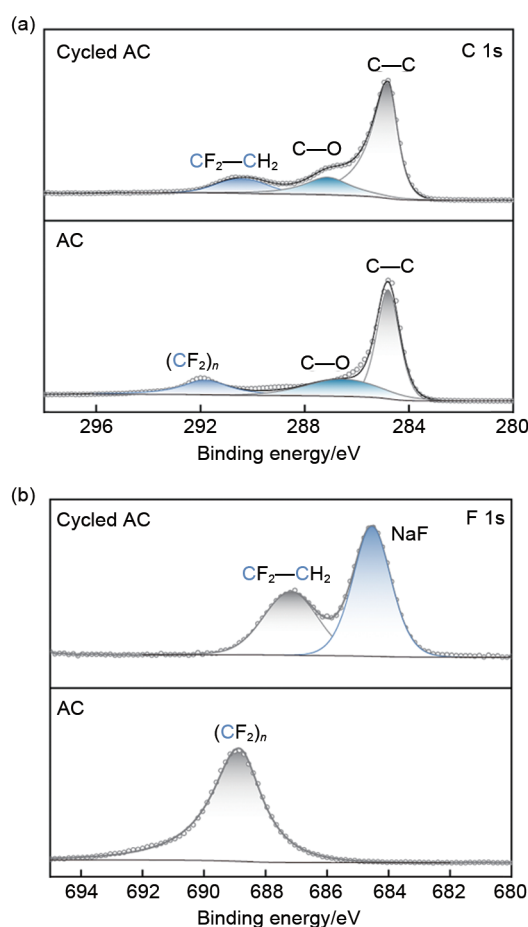 (a)
Cycled AC
C 1s
C—C
C—O
CF₂—CH₂
AC
C—C
(CF₂)ₙ
C—O
296 292 288 284 280
Binding energy/eV
(b)
Cycled AC
F 1s
NaF
CF₂—CH₂
AC
(CF₂)ₙ
694 692 690 688 686 684 682 680
Binding energy/eV